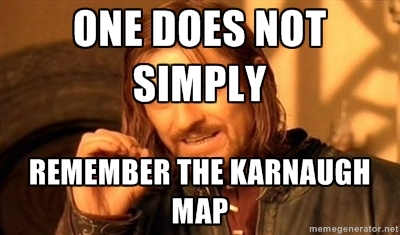 ONE DOES NOT
SIMPLY
REMEMBER THE KARNAUGH
MAP
memegenerator.net